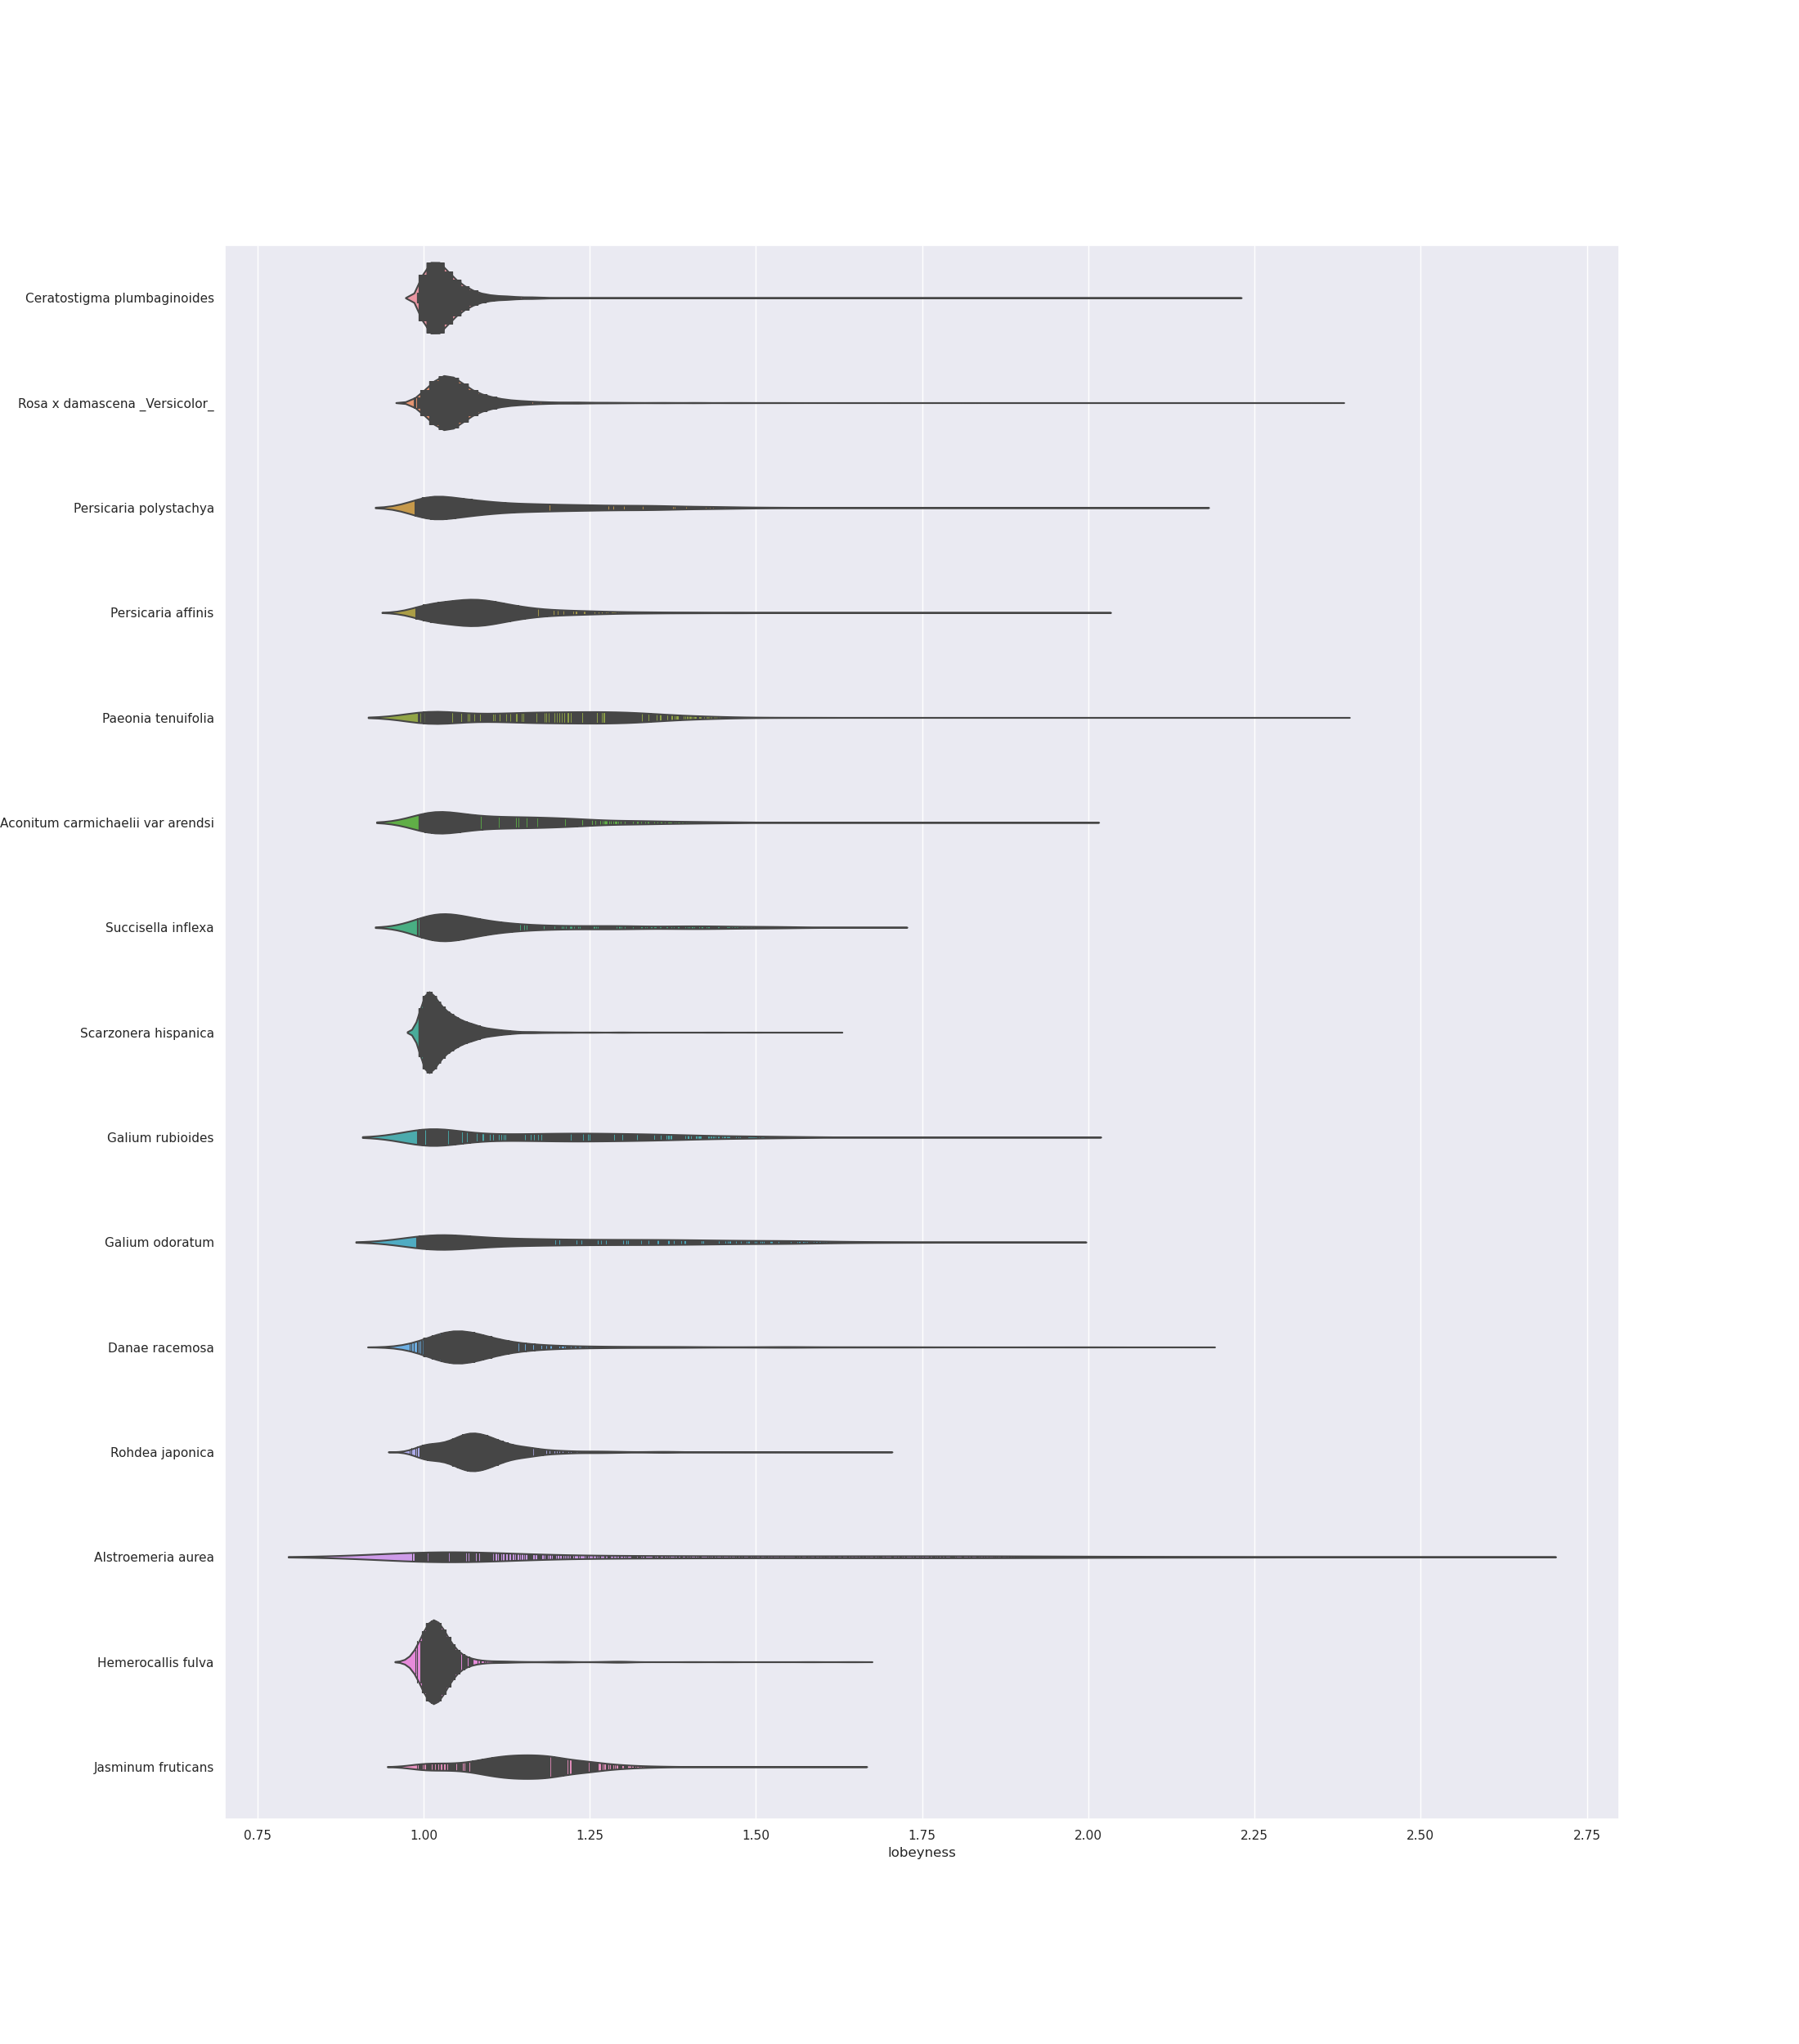 Ceratostigma plumbaginoides
Rosa x damascena _Versicolor_
Persicaria polystachya
Persicaria affinis
Paeonia tenuifolia
Aconitum carmichaelii var arendsi
Succisella inflexa
Scarzonera hispanica
Galium rubioides
Galium odoratum
Danae racemosa
Rohdea japonica
Alstroemeria aurea
Hemerocallis fulva
Jasminum fruticans
0.75 1.00 1.25 1.50 1.75 2.00 2.25 2.50 2.75
lobeyness